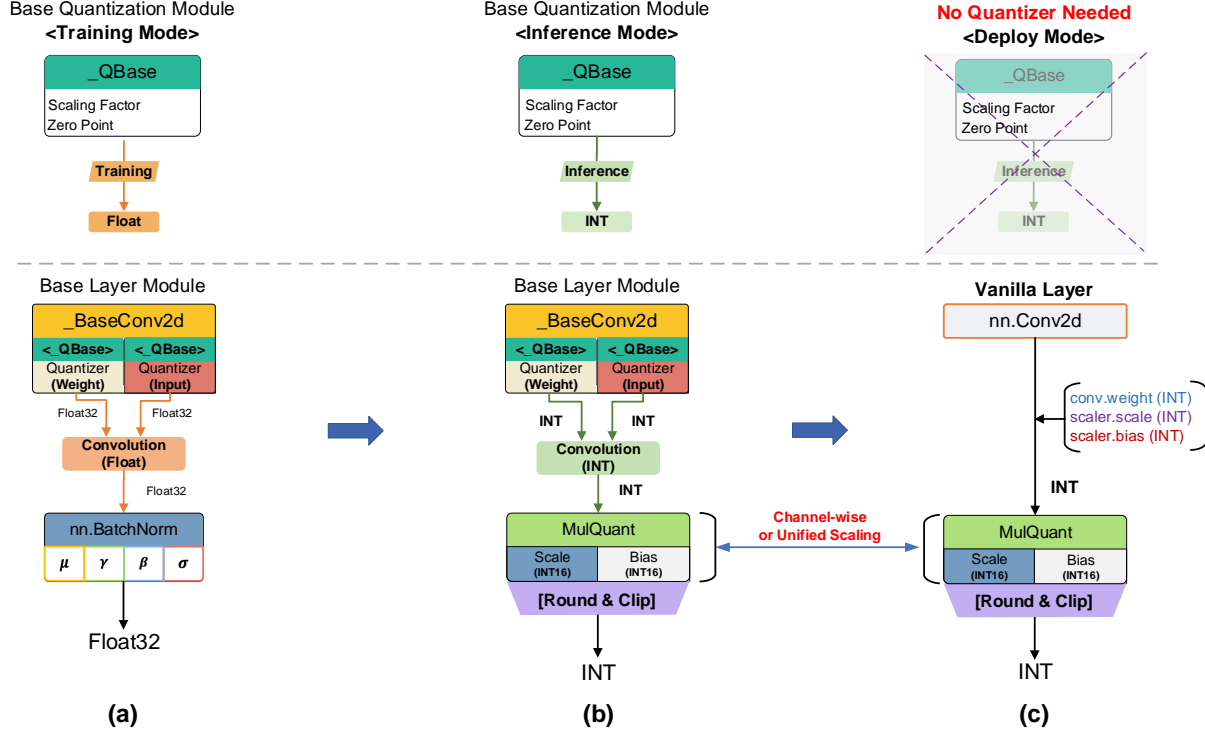 Base Quantization Module
<Training Mode>
_QBase
Scaling Factor
Zero Point
Training
Float
Base Quantization Module
<Inference Mode>
_QBase
Scaling Factor
Zero Point
Inference
INT
No Quantizer Needed
<Deploy Mode>
_QBase
Scaling Factor
Zero Point
Inference
INT
Base Layer Module
_BaseConv2d
<_QBase> <_QBase>
Quantizer Quantizer
(Weight) (Input)
Float32 Float32
Convolution
(Float)
Float32
nn.BatchNorm
μ γ β σ
Float32
(a)
Base Layer Module
_BaseConv2d
<_QBase> <_QBase>
Quantizer Quantizer
(Weight) (Input)
INT INT
Convolution
(INT)
INT
MulQuant
Scale Bias
(INT16) (INT16)
[Round & Clip]
INT
(b)
Channel-wise
or Unified Scaling
Vanilla Layer
nn.Conv2d
conv.weight (INT)
scaler.scale (INT)
scaler.bias (INT)
INT
MulQuant
Scale Bias
(INT16) (INT16)
[Round & Clip]
INT
(c)